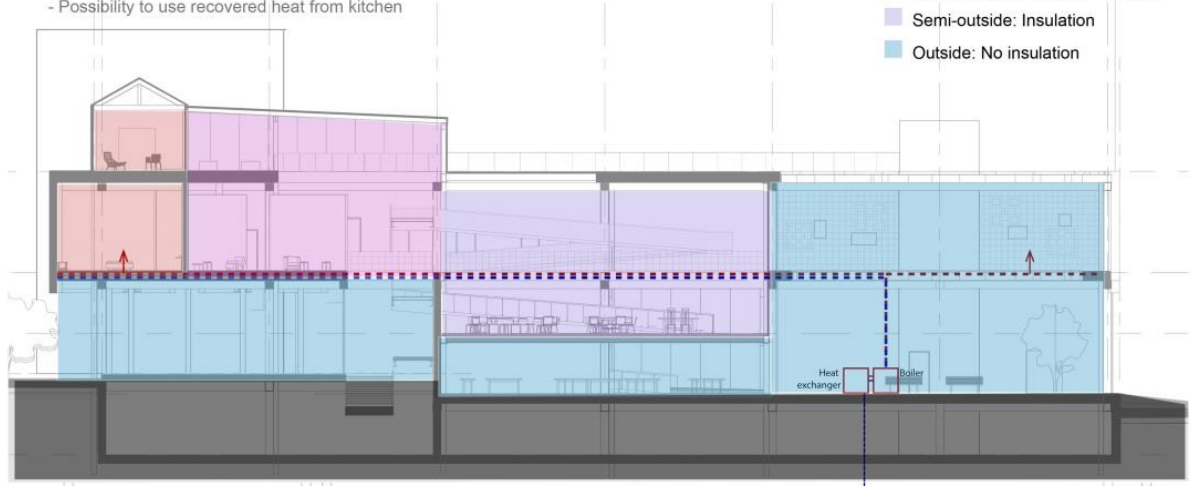 - Possibility to use recovered heat from kitchen
Semi-outside: Insulation
Outside: No insulation
Heat
exchanger
Boiler